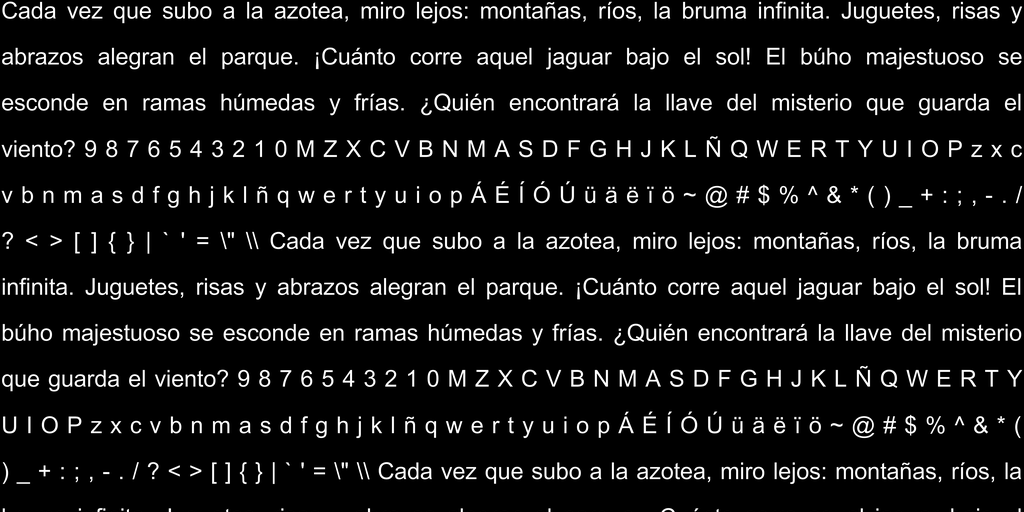 Cada vez que subo a la azotea, miro lejos: montañas, ríos, la bruma infinita. Juguetes, risas y
abrazos alegran el parque. ¡Cuánto corre aquel jaguar bajo el sol! El búho majestuoso se
esconde en ramas húmedas y frías. ¿Quién encontrará la llave del misterio que guarda el
viento? 9 8 7 6 5 4 3 2 1 0 M Z X C V B N M A S D F G H J K L Ñ Q W E R T Y U I O P z x c
v b n m a s d f g h j k l ñ q w e r t y u i o p Á É Í Ó Ú ü ä ë ï ö ~ @ # $ % ^ & * ( ) _ + : ; , - . /
? < > [ ] { } | ` ' = \" \\ Cada vez que subo a la azotea, miro lejos: montañas, ríos, la bruma
infinita. Juguetes, risas y abrazos alegran el parque. ¡Cuánto corre aquel jaguar bajo el sol! El
búho majestuoso se esconde en ramas húmedas y frías. ¿Quién encontrará la llave del misterio
que guarda el viento? 9 8 7 6 5 4 3 2 1 0 M Z X C V B N M A S D F G H J K L Ñ Q W E R T Y
U I O P z x c v b n m a s d f g h j k l ñ q w e r t y u i o p Á É Í Ó Ú ü ä ë ï ö ~ @ # $ % ^ & * (
) _ + : ; , - . / ? < > [ ] { } | ` ' = \" \\ Cada vez que subo a la azotea, miro lejos: montañas, ríos, la